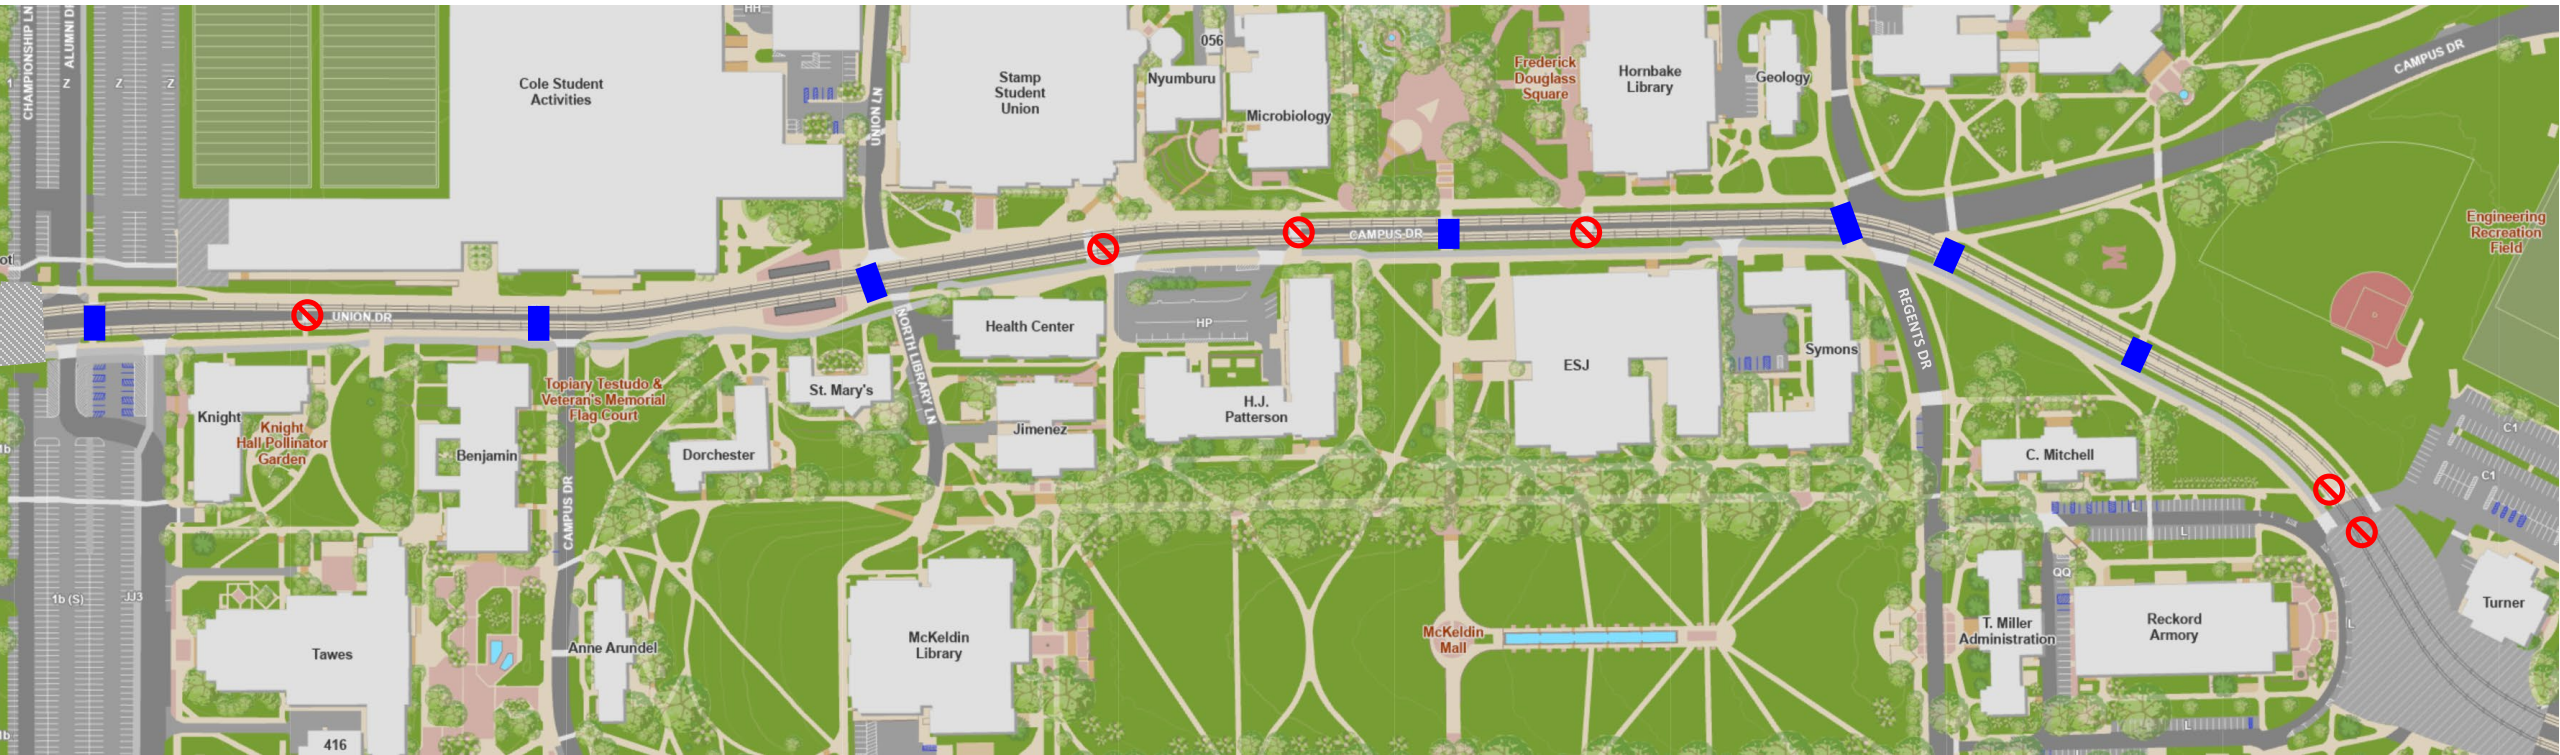 CHAMPIONSHIP LN
ALUMNI DR
Z
Z
Z
HH
Cole Student
Activities
UNION LN
Stamp
Student
Union
Nyumburu
056
Microbiology
Frederick
Douglass
Square
Hornbake
Library
Geology
CAMPUS DR
Engineering
Recreation
Field
M
CAMPUS DR
UNION DR
NORTH LIBRARY LN
Health Center
HP
REGENTS DR
Knight
Knight
Hall Pollinator
Garden
Benjamin
Topiary Testudo &
Veteran's Memorial
Flag Court
CAMPUS DR
Dorchester
St. Mary's
Jimenez
H.J.
Patterson
ESJ
Symons
C. Mitchell
C1
C1
L
L
1b (S)
JJ3
Tawes
416
Anne Arundel
McKeldin
Library
McKeldin
Mall
QQ
T. Miller
Administration
Reckord
Armory
L
L
Turner